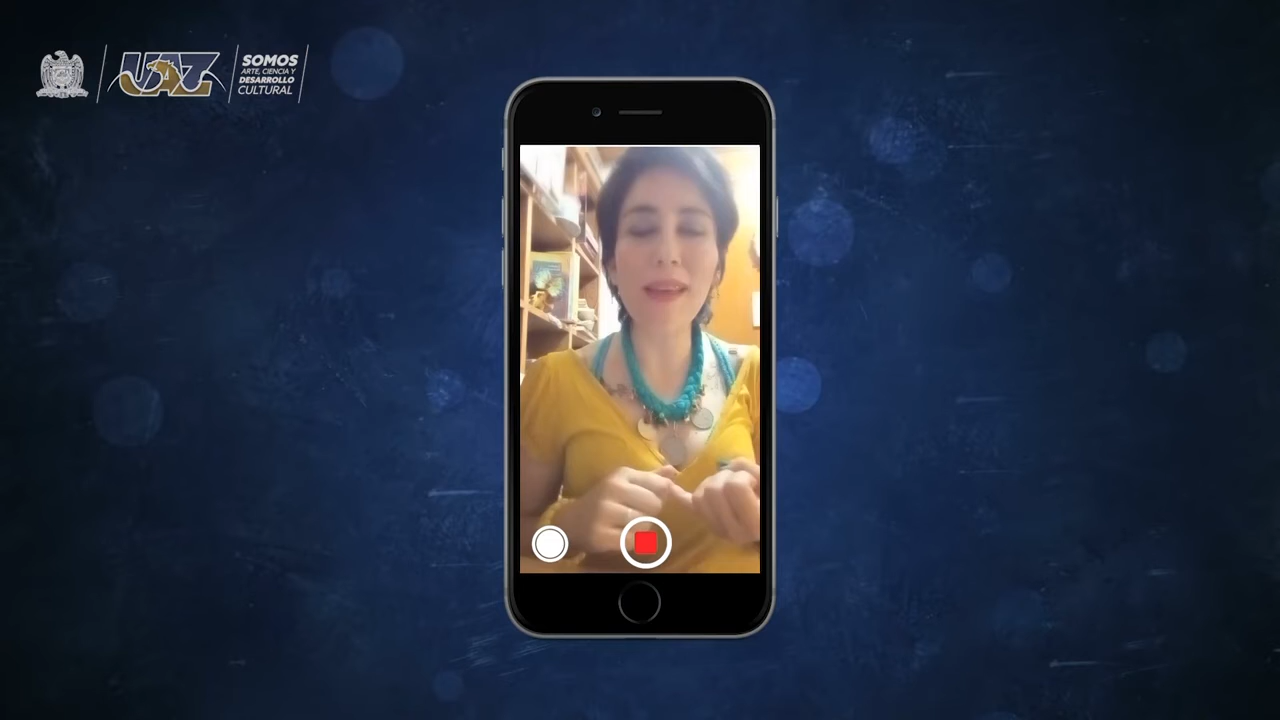 UAZ
SOMOS
ARTE, CIENCIA Y
DESARROLLO
CULTURAL